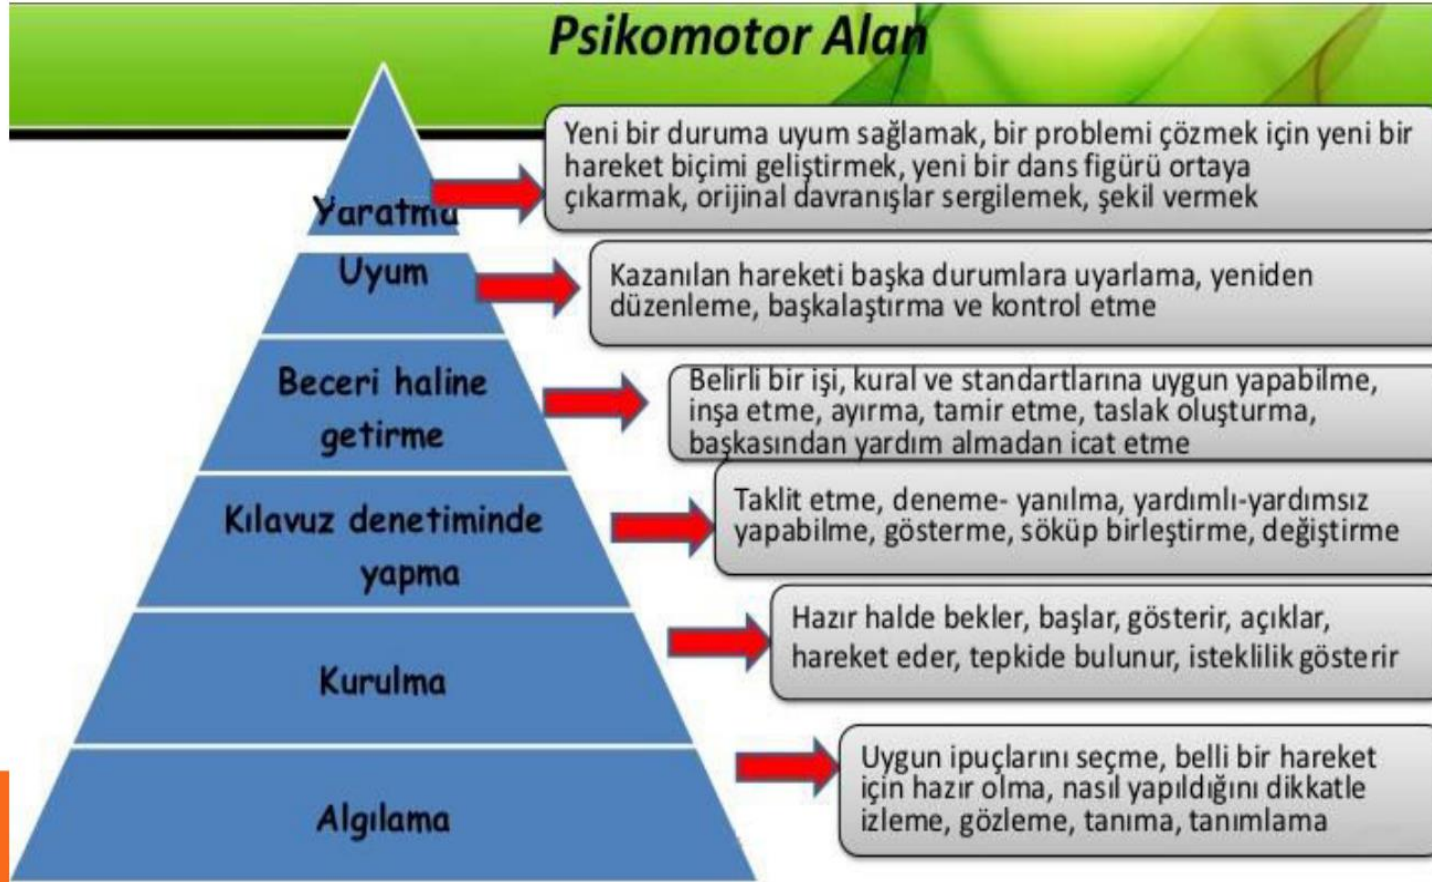 Psikomotor Alan
Yaratma
Yeni bir duruma uyum sağlamak, bir problemi çözmek için yeni bir
hareket biçimi geliştirmek, yeni bir dans figürü ortaya
çıkarmak, orijinal davranışlar sergilemek, şekil vermek
Uyum
Kazanılan hareketi başka durumlara uyarlama, yeniden
düzenleme, başkalaştırma ve kontrol etme
Beceri haline
getirme
Belirli bir işi, kural ve standartlarına uygun yapabilme,
inşa etme, ayırma, tamir etme, taslak oluşturma,
başkasından yardım almadan icat etme
Kılavuz denetiminde
yapma
Taklit etme, deneme- yanılma, yardımlı-yardımsız
yapabilme, gösterme, söküp birleştirme, değiştirme
Kurulma
Hazır halde bekler, başlar, gösterir, açıklar,
hareket eder, tepkide bulunur, isteklilik gösterir
Algılama
Uygun ipuçlarını seçme, belli bir hareket
için hazır olma, nasıl yapıldığını dikkatle
izleme, gözleme, tanıma, tanımlama